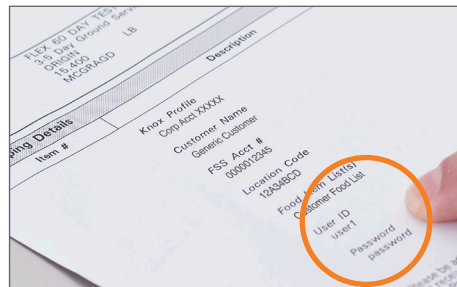 FLEX 60 DAY TEST
3-5 Day Ground Serv
ORIGIN LB
15.400
MCGRAGD
Details
Description
Item #
Knox Profile
Corp Acct XXXXX
Customer Name
Generic Customer
FSS Acct #
0000012345
Location Code
12A34BCD
Food Item List(s)
Customer Food List
User ID
user1
Password
password